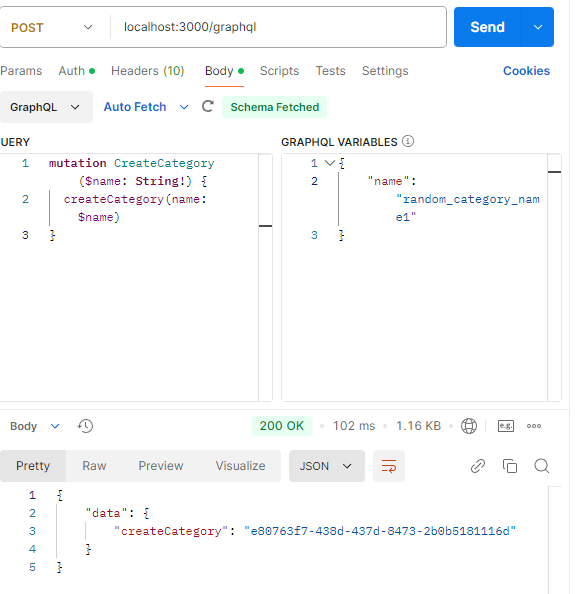 POST localhost:3000/graphql Send
Params Auth Headers (10) Body Scripts Tests Settings Cookies
GraphQL Auto Fetch Schema Fetched
UERY
1 mutation CreateCategory
($name: String!) {
2 createCategory(name:
$name)
3 }
GRAPHQL VARIABLES
1 {
2 "name":
"random_category_nam
e1"
3 }
Body 200 OK 102 ms 1.16 KB e.g.
Pretty Raw Preview Visualize JSON
1 {
2 "data": {
3 "createCategory": "e80763f7-438d-437d-8473-2b0b5181116d"
4 }
5 }